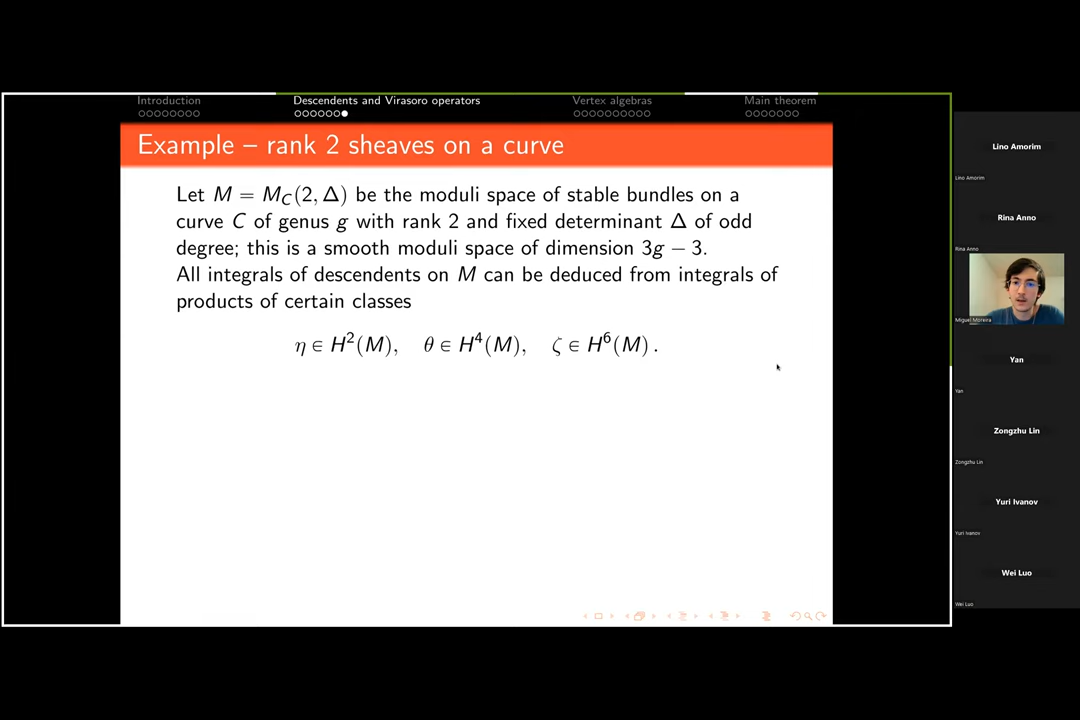 Introduction
Descendents and Virasoro operators
Vertex algebras
Main theorem
Example – rank 2 sheaves on a curve
Let M = M_C(2, Δ) be the moduli space of stable bundles on a
curve C of genus g with rank 2 and fixed determinant Δ of odd
degree; this is a smooth moduli space of dimension 3g − 3.
All integrals of descendents on M can be deduced from integrals of
products of certain classes
η ∈ H²(M), θ ∈ H⁴(M), ζ ∈ H⁶(M) .
Lino Amorim
Lino Amorim
Rina Anno
Rina Anno
Miguel Moreira
Yan
Yan
Zongzhu Lin
Zongzhu Lin
Yuri Ivanov
Yuri Ivanov
Wei Luo
Wei Luo